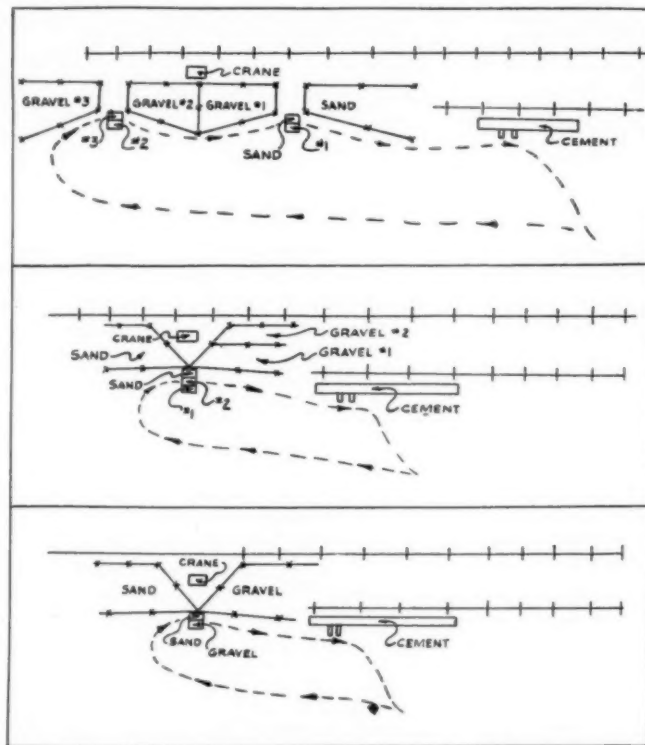 CRANE
GRAVEL #3
GRAVEL #2
GRAVEL #1
SAND
#3
#2
SAND
#1
CEMENT
CRANE
GRAVEL #2
SAND
GRAVEL #1
SAND
#2
#1
CEMENT
CRANE
SAND
GRAVEL
SAND
GRAVEL
CEMENT